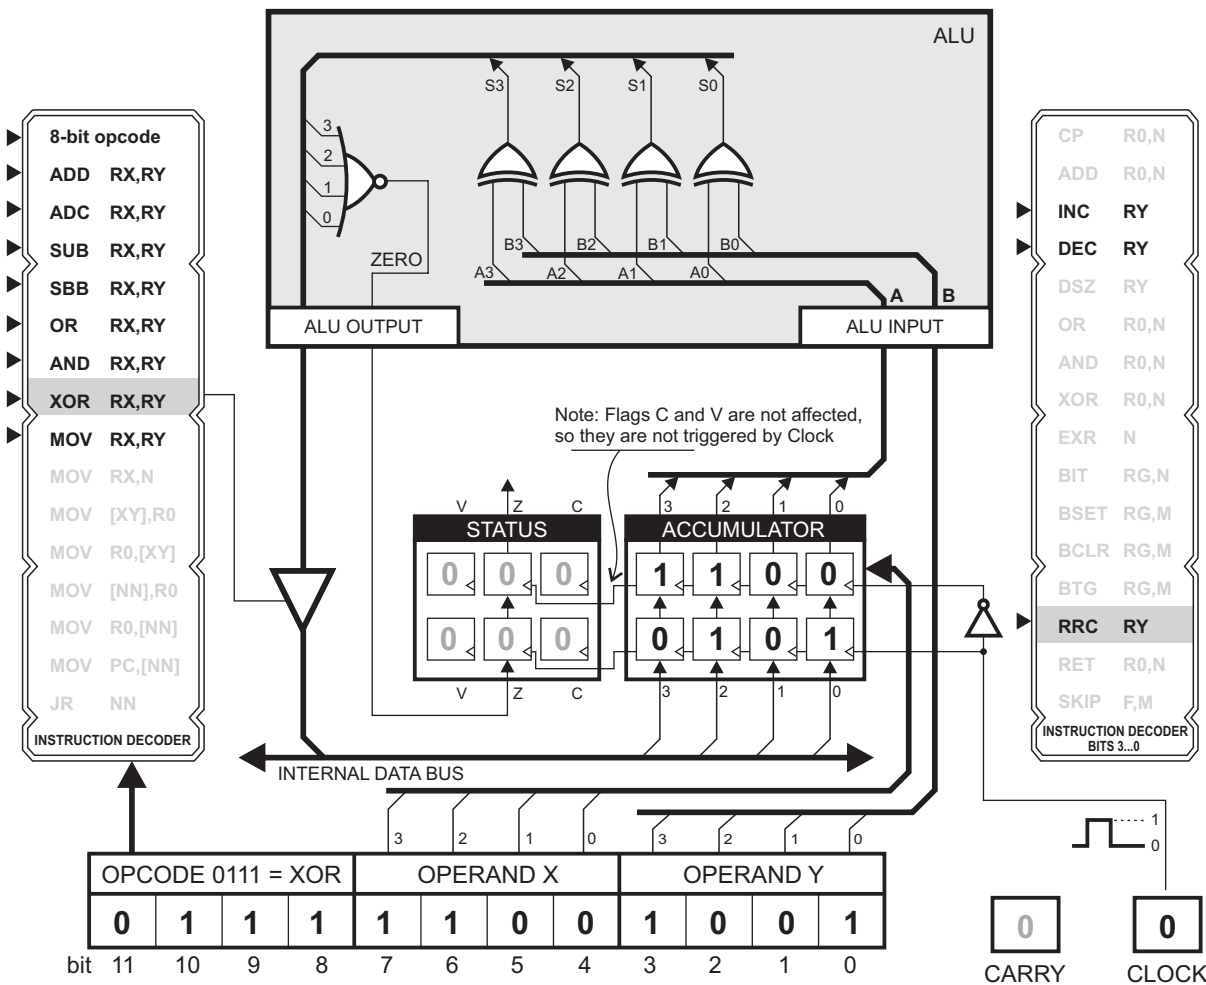 ALU
S3 S2 S1 S0
3
2
1
0
ZERO
B3 B2 B1 B0
A3 A2 A1 A0
A B
ALU OUTPUT
ALU INPUT
8-bit opcode
ADD RX,RY
ADC RX,RY
SUB RX,RY
SBB RX,RY
OR RX,RY
AND RX,RY
XOR RX,RY
MOV RX,RY
MOV RX,N
MOV [XY],R0
MOV R0,[XY]
MOV [NN],R0
MOV R0,[NN]
MOV PC,[NN]
JR NN
INSTRUCTION DECODER
CP R0,N
ADD R0,N
INC RY
DEC RY
DSZ RY
OR R0,N
AND R0,N
XOR R0,N
EXR N
BIT RG,N
BSET RG,M
BCLR RG,M
BTG RG,M
RRC RY
RET R0,N
SKIP F,M
INSTRUCTION DECODER
BITS 3...0
Note: Flags C and V are not affected,
so they are not triggered by Clock
V Z C
STATUS
0 0 0
0 0 0
V Z C
3 2 1 0
ACCUMULATOR
1 1 0 0
0 1 0 1
3 2 1 0
INTERNAL DATA BUS
3 2 1 0 3 2 1 0
OPCODE 0111 = XOR OPERAND X OPERAND Y
0 1 1 1 1 1 0 0 1 0 0 1
bit 11 10 9 8 7 6 5 4 3 2 1 0
1
0
0
CARRY
0
CLOCK